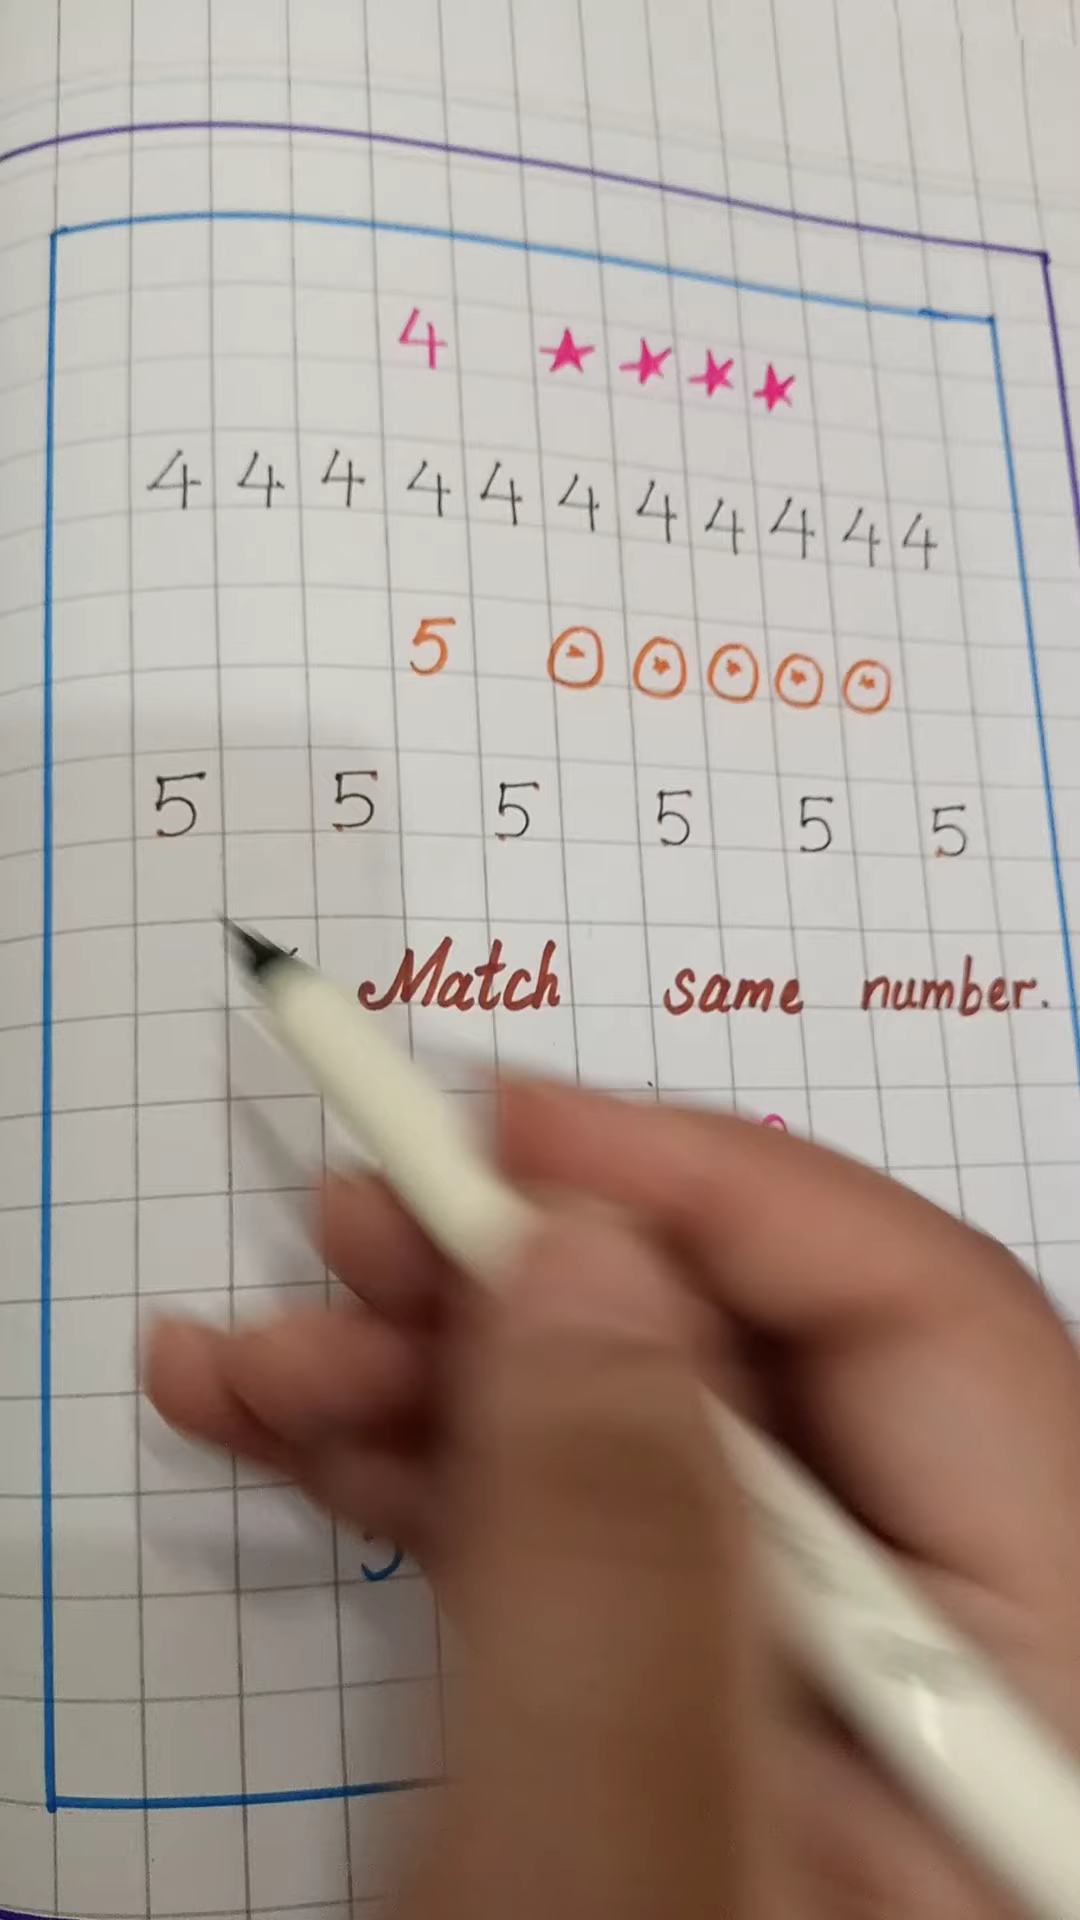 4 ★ ★ ★ ★
4 4 4 4 4 4 4 4 4 4 4
5
5 5 5 5 5 5
Match same number.